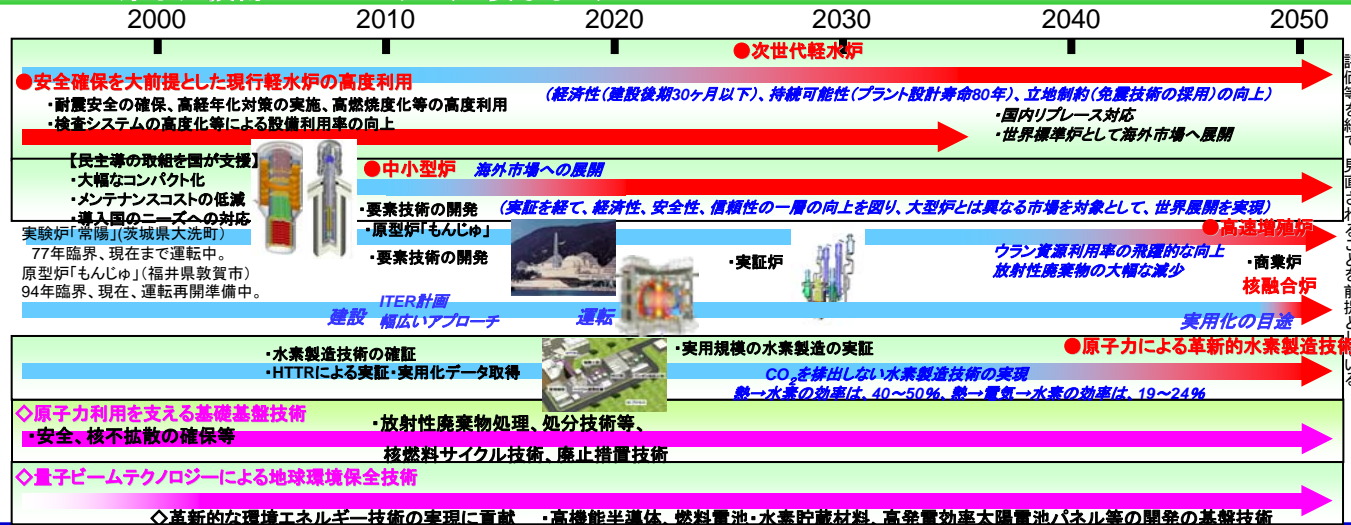 2000
2010
2020
2030
2040
2050
●次世代軽水炉
●安全確保を大前提とした現行軽水炉の高度利用
・耐震安全の確保、高経年化対策の実施、高燃焼度化等の高度利用
・検査システムの高度化等による設備利用率の向上
(経済性(建設後期30ヶ月以下)、持続可能性(プラント設計寿命80年)、立地制約(免震技術の採用)の向上)
・国内リプレース対応
・世界標準炉として海外市場へ展開
【民主導の取組を国が支援】
・大幅なコンパクト化
・メンテナンスコストの低減
・導入国のニーズへの対応
●中小型炉 海外市場への展開
・要素技術の開発 (実証を経て、経済性、安全性、信頼性の一層の向上を図り、大型炉とは異なる市場を対象として、世界展開を実現)
実験炉「常陽」(茨城県大洗町)
77年臨界、現在まで運転中。
原型炉「もんじゅ」(福井県敦賀市)
94年臨界、現在、運転再開準備中。
・原型炉「もんじゅ」
・要素技術の開発
・実証炉
●高速増殖炉
ウラン資源利用率の飛躍的な向上
放射性廃棄物の大幅な減少
・商業炉
核融合炉
建設
ITER計画
幅広いアプローチ
運転
実用化の目途
・水素製造技術の確証
・HTTRによる実証・実用化データ取得
・実用規模の水素製造の実証
●原子力による革新的水素製造技術
CO2を排出しない水素製造技術の実現
熱→水素の効率は、40~50%、熱→電気→水素の効率は、19~24%
◇原子力利用を支える基礎基盤技術
・安全、核不拡散の確保等
・放射性廃棄物処理、処分技術等、
核燃料サイクル技術、廃止措置技術
◇量子ビームテクノロジーによる地球環境保全技術
◇革新的な環境エネルギー技術の実現に貢献 ・高機能半導体、燃料電池・水素貯蔵材料、高発電効率太陽電池パネル等の開発の基盤技術
価等を経て、見直されることを前提としている